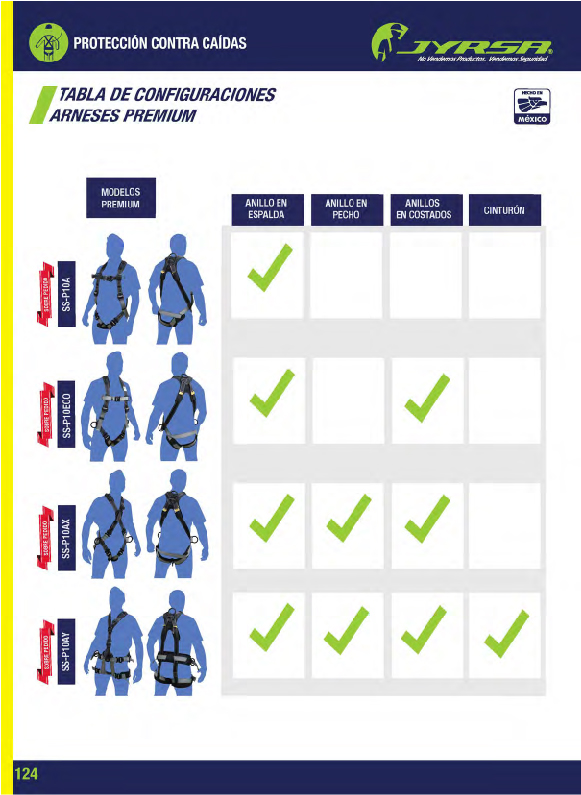 PROTECCIÓN CONTRA CAÍDAS
JYRSA®
No Vendemos Productos. Vendemos Seguridad
TABLA DE CONFIGURACIONES
ARNESES PREMIUM
HECHO EN
MÉXICO
MODELOS
PREMIUM
ANILLO EN
ESPALDA
ANILLO EN
PECHO
ANILLOS
EN COSTADOS
CINTURÓN
SOBRE PEDIDO
SS-P10A
SOBRE PEDIDO
SS-P10ECO
SOBRE PEDIDO
SS-P10AX
SOBRE PEDIDO
SS-P10AY
124